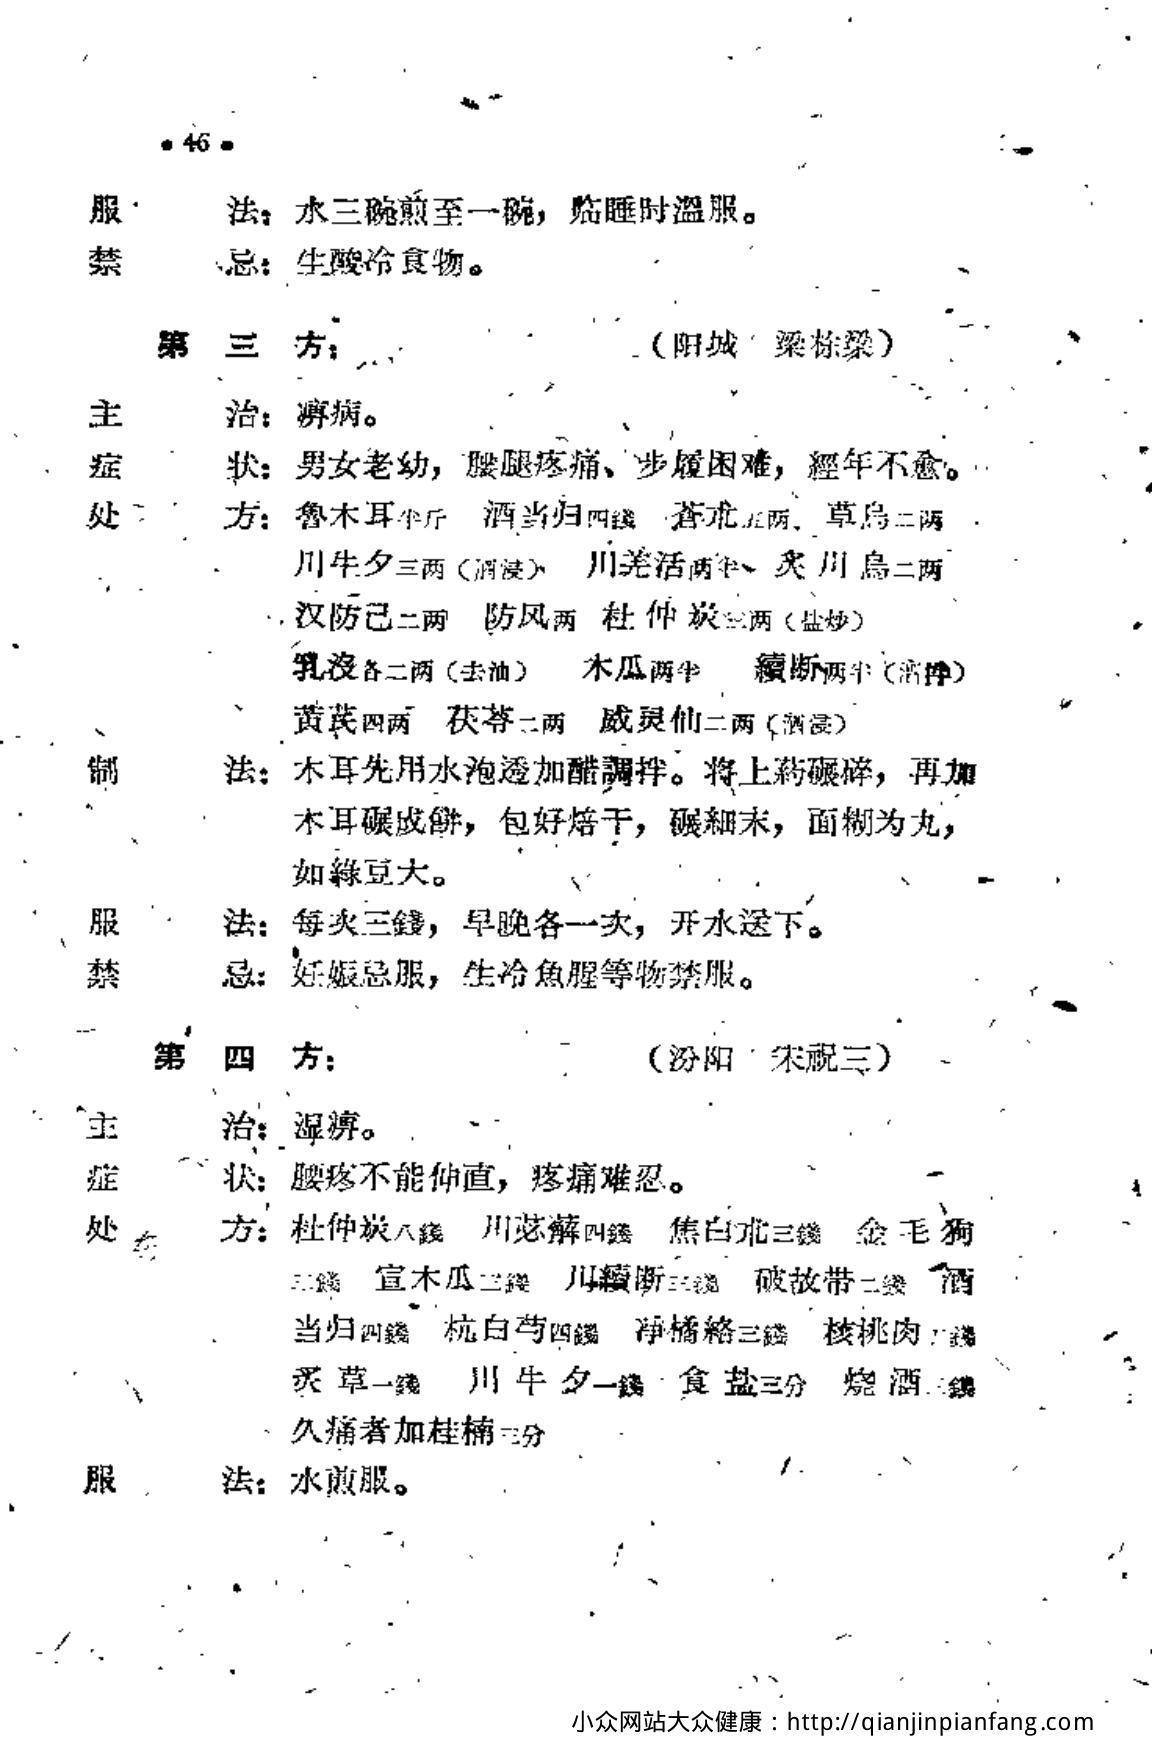 • 46 •
服　法：水三碗煎至一碗，临睡时溫服。
禁　忌：生酸冷食物。
第 三 方：（阳城　梁栋梁）
主　治：痹病。
症　状：男女老幼，腰腿疼痛、步履困难，經年不愈。
处　方：魯木耳半斤　酒当归四錢　蒼朮五两　草烏二两
川牛夕三两（酒浸）　川羌活两半　炙川烏二两
汉防己二两　防风两　杜仲炭　两（盐炒）
乳沒各二两（去油）　木瓜两半　續断两半（酒拌）
黃芪四两　茯苓二两　威灵仙二两（酒浸）
制　法：木耳先用水泡透加醋調拌。将上药碾碎，再加
木耳碾成餅，包好焙干，碾細末，面糊为丸，
如綠豆大。
服　法：每次三錢，早晚各一次，开水送下。
禁　忌：妊娠忌服，生冷魚腥等物禁服。
第 四 方：（汾阳　宋祝三）
主　治：湿痹。
症　状：腰疼不能伸直，疼痛难忍。
处　方：杜仲炭八錢　川萆薢四錢　焦白朮三錢　金毛狗
三錢　宣木瓜三錢　川續断三錢　破故带二錢　酒
当归四錢　杭白芍四錢　凈橘絡三錢　核桃肉　錢
炙草一錢　川牛夕一錢　食盐三分　烧酒　錢
久痛者加桂楠三分
服　法：水煎服。
小众网站大众健康：http://qianjinpianfang.com